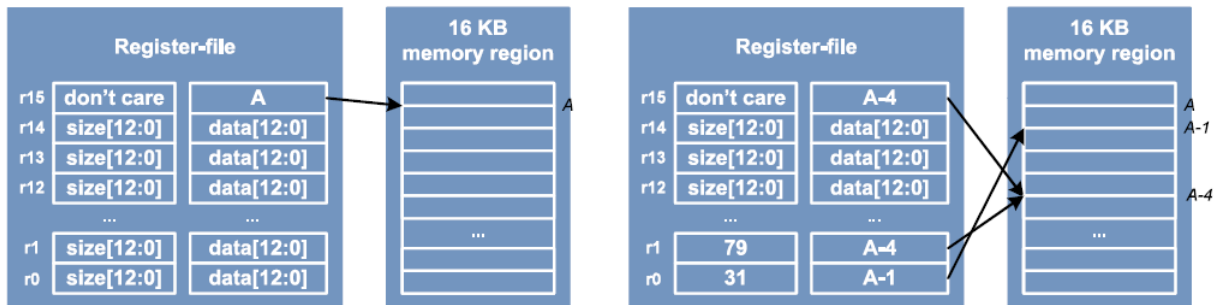 Register-file
16 KB
memory region
r15 don't care A
A
r14 size[12:0] data[12:0]
r13 size[12:0] data[12:0]
r12 size[12:0] data[12:0]
... ...
...
r1 size[12:0] data[12:0]
r0 size[12:0] data[12:0]
Register-file
16 KB
memory region
r15 don't care A-4
A
r14 size[12:0] data[12:0]
A-1
r13 size[12:0] data[12:0]
r12 size[12:0] data[12:0]
A-4
... ...
...
r1 79 A-4
r0 31 A-1